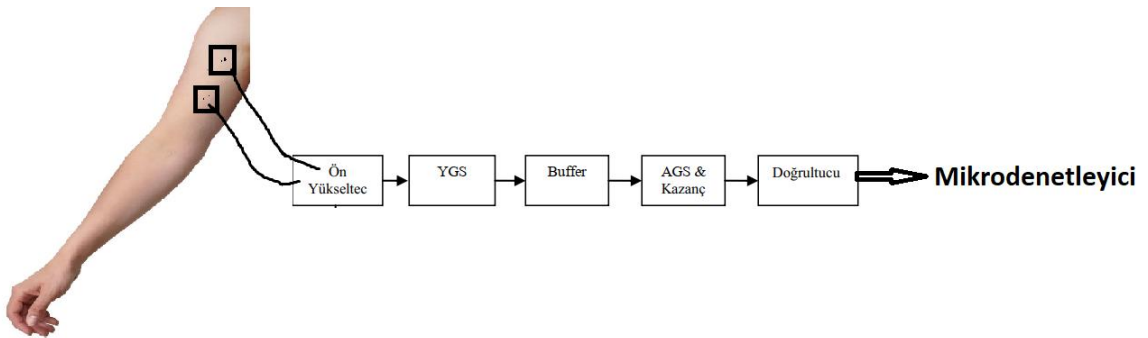 Ön
Yükseltec
YGS
Buffer
AGS &
Kazanç
Doğrultucu
Mikrodenetleyici